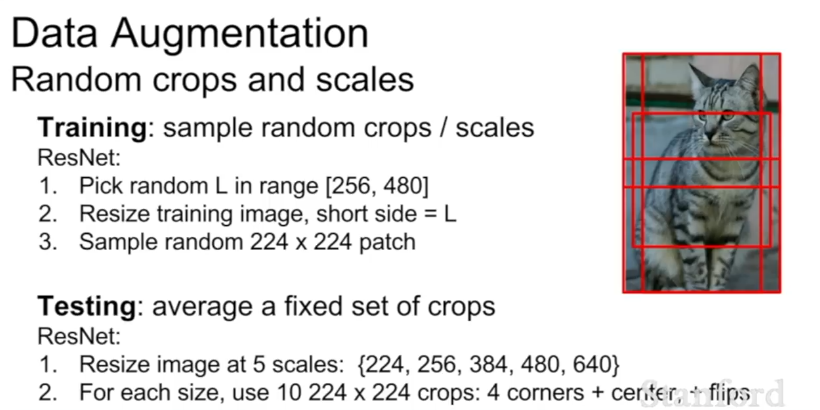 Data Augmentation
Random crops and scales
Training: sample random crops / scales
ResNet:
1. Pick random L in range [256, 480]
2. Resize training image, short side = L
3. Sample random 224 x 224 patch
Testing: average a fixed set of crops
ResNet:
1. Resize image at 5 scales: {224, 256, 384, 480, 640}
2. For each size, use 10 224 x 224 crops: 4 corners + center, + flips
Stanford